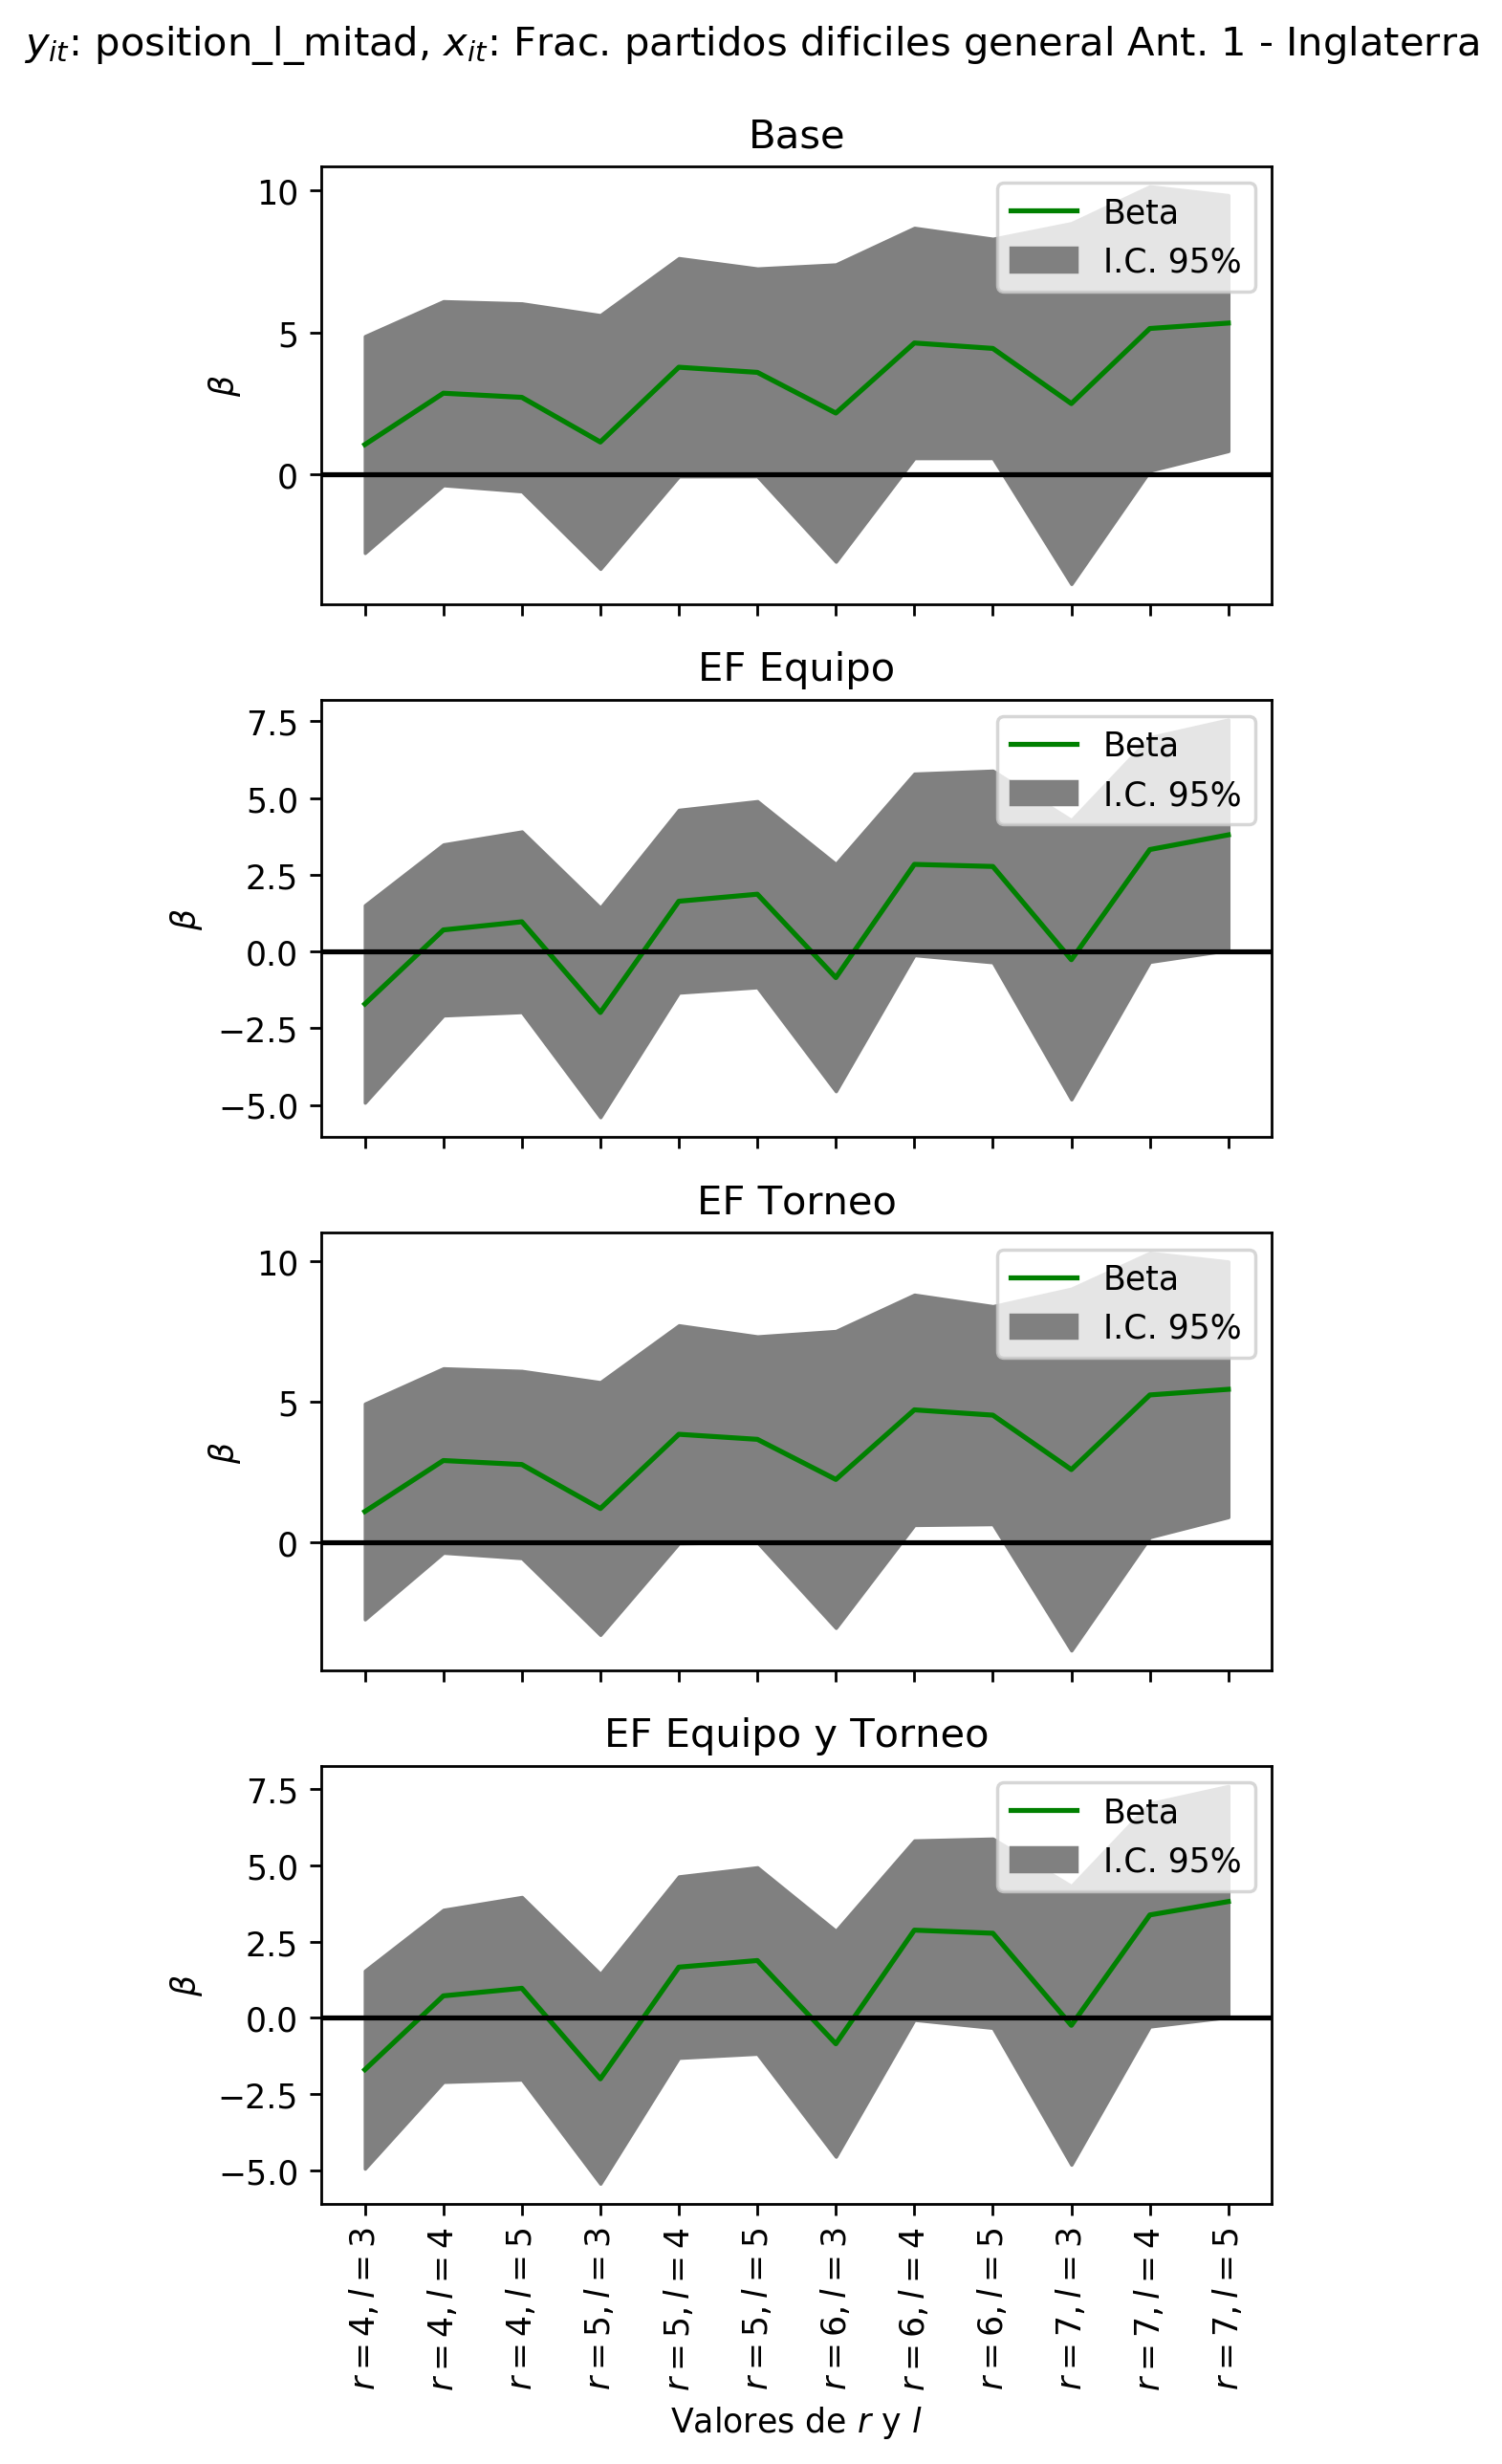 y_it: position_l_mitad, x_it: Frac. partidos dificiles general Ant. 1 - Inglaterra
Base
10
5
0
β
Beta
I.C. 95%
EF Equipo
7.5
5.0
2.5
0.0
−2.5
−5.0
β
Beta
I.C. 95%
EF Torneo
10
5
0
β
Beta
I.C. 95%
EF Equipo y Torneo
7.5
5.0
2.5
0.0
−2.5
−5.0
β
Beta
I.C. 95%
r = 4, l = 3
r = 4, l = 4
r = 4, l = 5
r = 5, l = 3
r = 5, l = 4
r = 5, l = 5
r = 6, l = 3
r = 6, l = 4
r = 6, l = 5
r = 7, l = 3
r = 7, l = 4
r = 7, l = 5
Valores de r y l